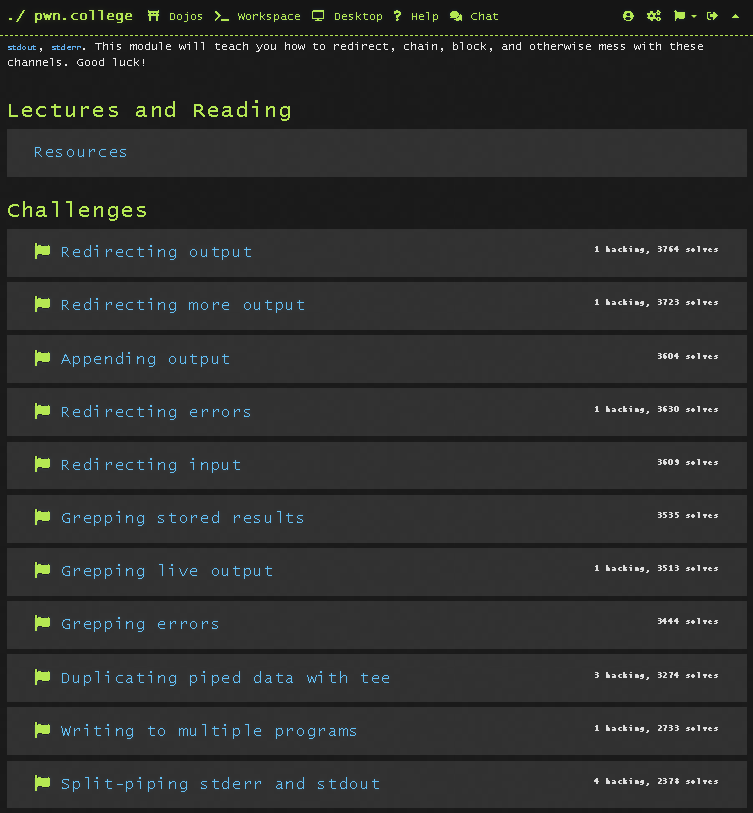 ./ pwn.college Dojos Workspace Desktop Help Chat
stdout, stderr. This module will teach you how to redirect, chain, block, and otherwise mess with these
channels. Good luck!
Lectures and Reading
Resources
Challenges
Redirecting output 1 hacking, 3764 solves
Redirecting more output 1 hacking, 3723 solves
Appending output 3604 solves
Redirecting errors 1 hacking, 3630 solves
Redirecting input 3609 solves
Grepping stored results 3535 solves
Grepping live output 1 hacking, 3513 solves
Grepping errors 3444 solves
Duplicating piped data with tee 3 hacking, 3274 solves
Writing to multiple programs 1 hacking, 2733 solves
Split-piping stderr and stdout 4 hacking, 2378 solves